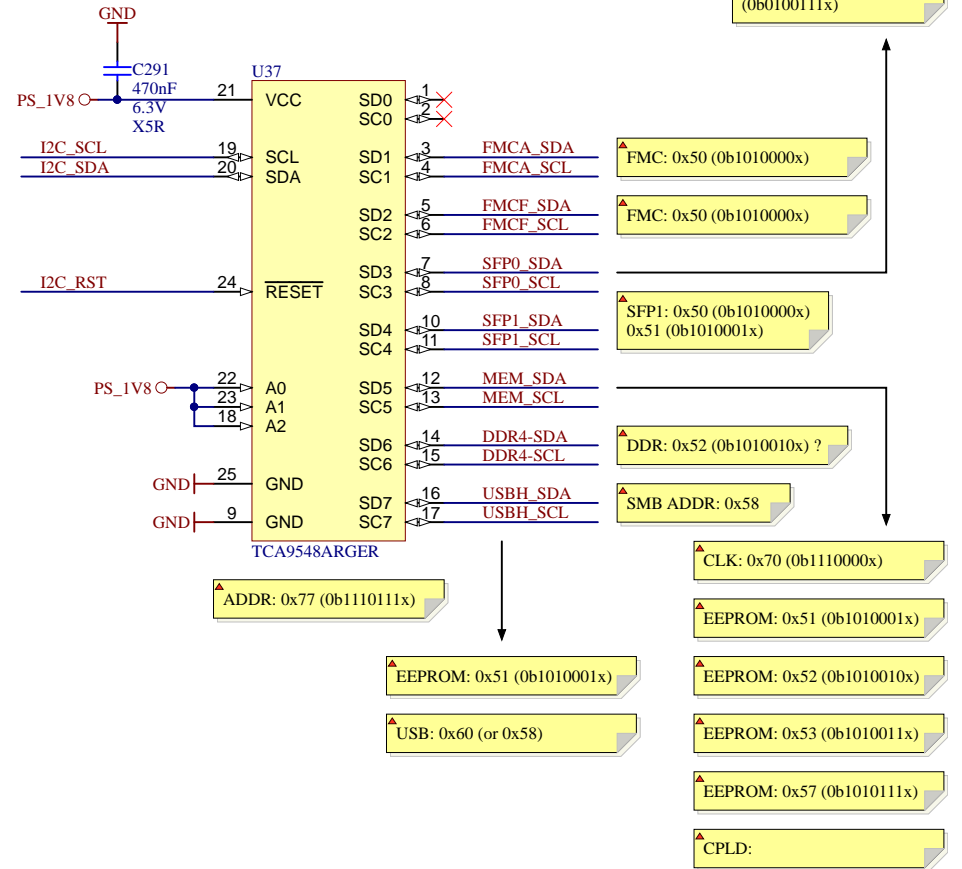 (0b0100111x)
GND
C291
470nF
6.3V
X5R
PS_1V8
U37
21 VCC
SD0 1
SC0 2
I2C_SCL 19 SCL
I2C_SDA 20 SDA
SD1 3 FMCA_SDA
SC1 4 FMCA_SCL
FMC: 0x50 (0b1010000x)
SD2 5 FMCF_SDA
SC2 6 FMCF_SCL
FMC: 0x50 (0b1010000x)
I2C_RST 24 RESET
SD3 7 SFP0_SDA
SC3 8 SFP0_SCL
SFP1: 0x50 (0b1010000x)
0x51 (0b1010001x)
SD4 10 SFP1_SDA
SC4 11 SFP1_SCL
PS_1V8 22 A0
23 A1
18 A2
SD5 12 MEM_SDA
SC5 13 MEM_SCL
SD6 14 DDR4-SDA
SC6 15 DDR4-SCL
DDR: 0x52 (0b1010010x) ?
GND 25 GND
GND 9 GND
SD7 16 USBH_SDA
SC7 17 USBH_SCL
SMB ADDR: 0x58
TCA9548ARGER
ADDR: 0x77 (0b1110111x)
EEPROM: 0x51 (0b1010001x)
USB: 0x60 (or 0x58)
CLK: 0x70 (0b1110000x)
EEPROM: 0x51 (0b1010001x)
EEPROM: 0x52 (0b1010010x)
EEPROM: 0x53 (0b1010011x)
EEPROM: 0x57 (0b1010111x)
CPLD: